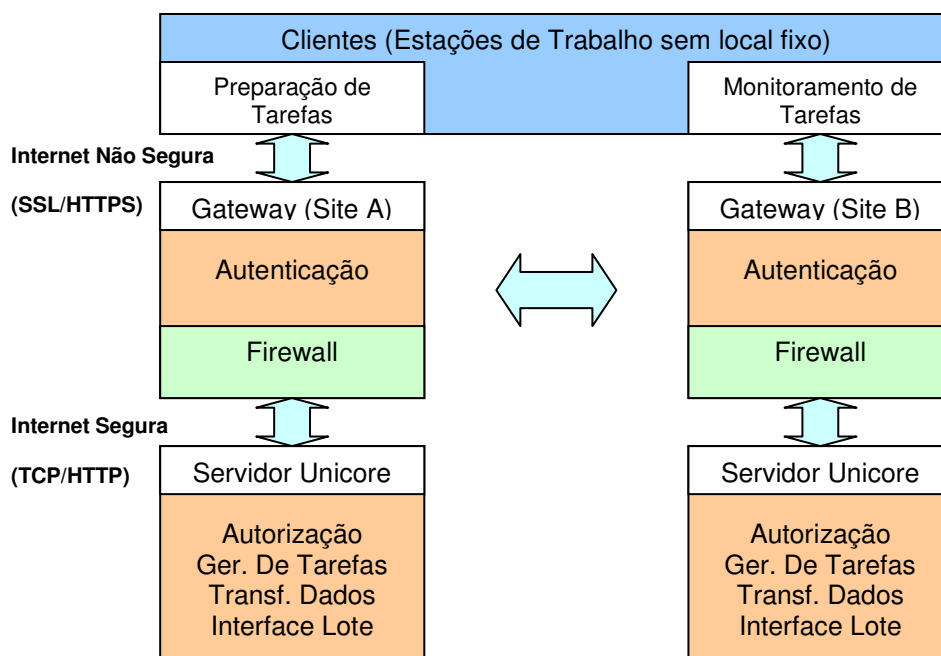 Clientes (Estações de Trabalho sem local fixo)
Preparação de
Tarefas
Monitoramento de
Tarefas
Internet Não Segura
(SSL/HTTPS)
Gateway (Site A)
Gateway (Site B)
Autenticação
Autenticação
Firewall
Firewall
Internet Segura
(TCP/HTTP)
Servidor Unicore
Servidor Unicore
Autorização
Ger. De Tarefas
Transf. Dados
Interface Lote
Autorização
Ger. De Tarefas
Transf. Dados
Interface Lote